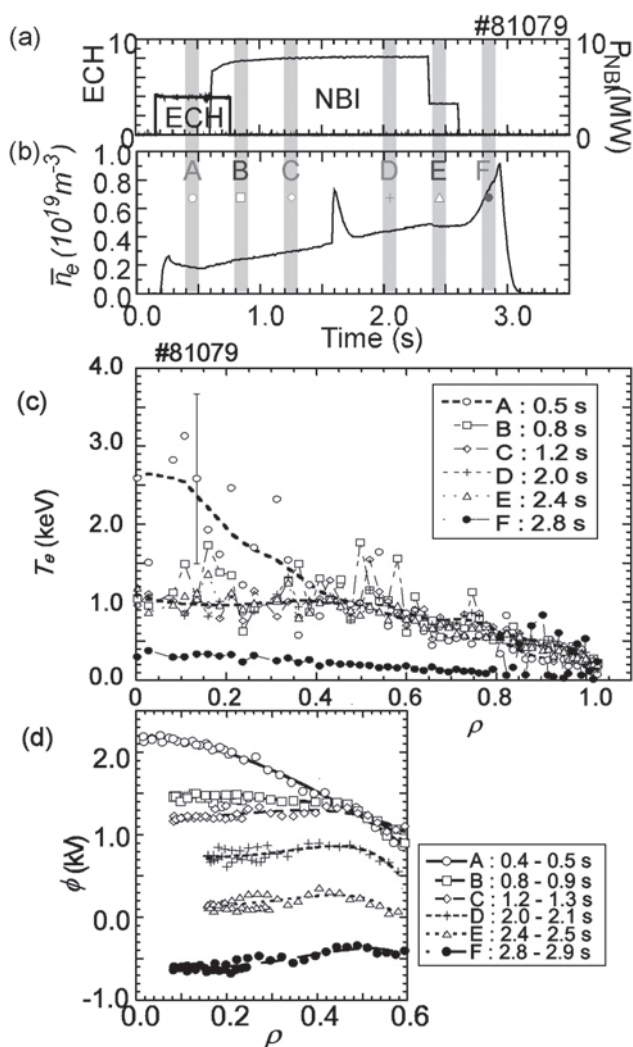 (a)
#81079
10
ECH
0
ECH
NBI
10
P_NBI(MW)
0
(b)
1.0
0.8
0.6
0.4
0.2
0.0
n̅_e (10^19 m^-3)
A B C D E F
1.0 2.0 3.0
Time (s)
#81079
(c)
4.0
3.0
2.0
1.0
0.0
T_e (keV)
A : 0.5 s
B : 0.8 s
C : 1.2 s
D : 2.0 s
E : 2.4 s
F : 2.8 s
0 0.2 0.4 0.6 0.8 1.0
ρ
(d)
2.0
1.0
0.0
-1.0
ϕ (kV)
A : 0.4 - 0.5 s
B : 0.8 - 0.9 s
C : 1.2 - 1.3 s
D : 2.0 - 2.1 s
E : 2.4 - 2.5 s
F : 2.8 - 2.9 s
0.0 0.2 0.4 0.6
ρ